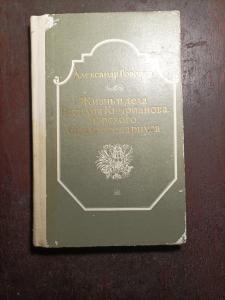 Александр Говоров
Жизнь и дела
Василия Киприанова,
царского
библиотекариуса